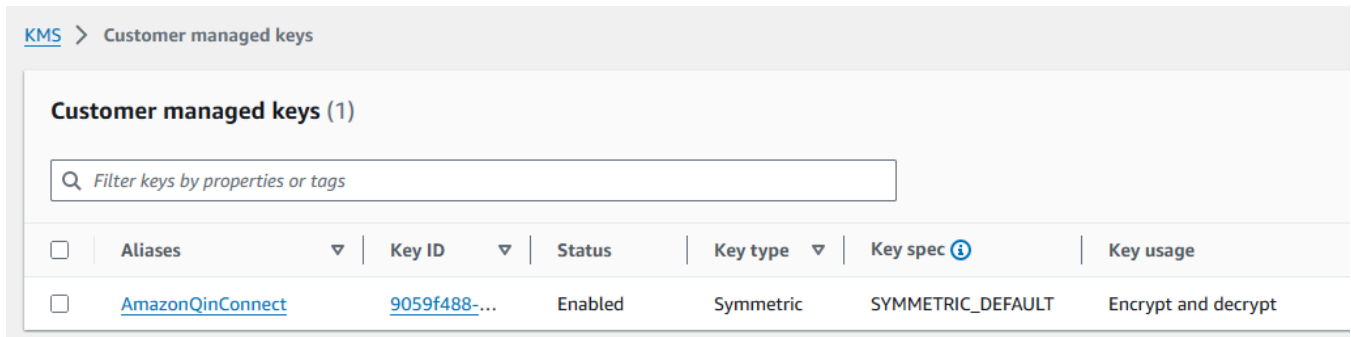 KMS > Customer managed keys
Customer managed keys (1)
Filter keys by properties or tags
Aliases Key ID Status Key type Key spec Key usage
AmazonQinConnect 9059f488-... Enabled Symmetric SYMMETRIC_DEFAULT Encrypt and decrypt